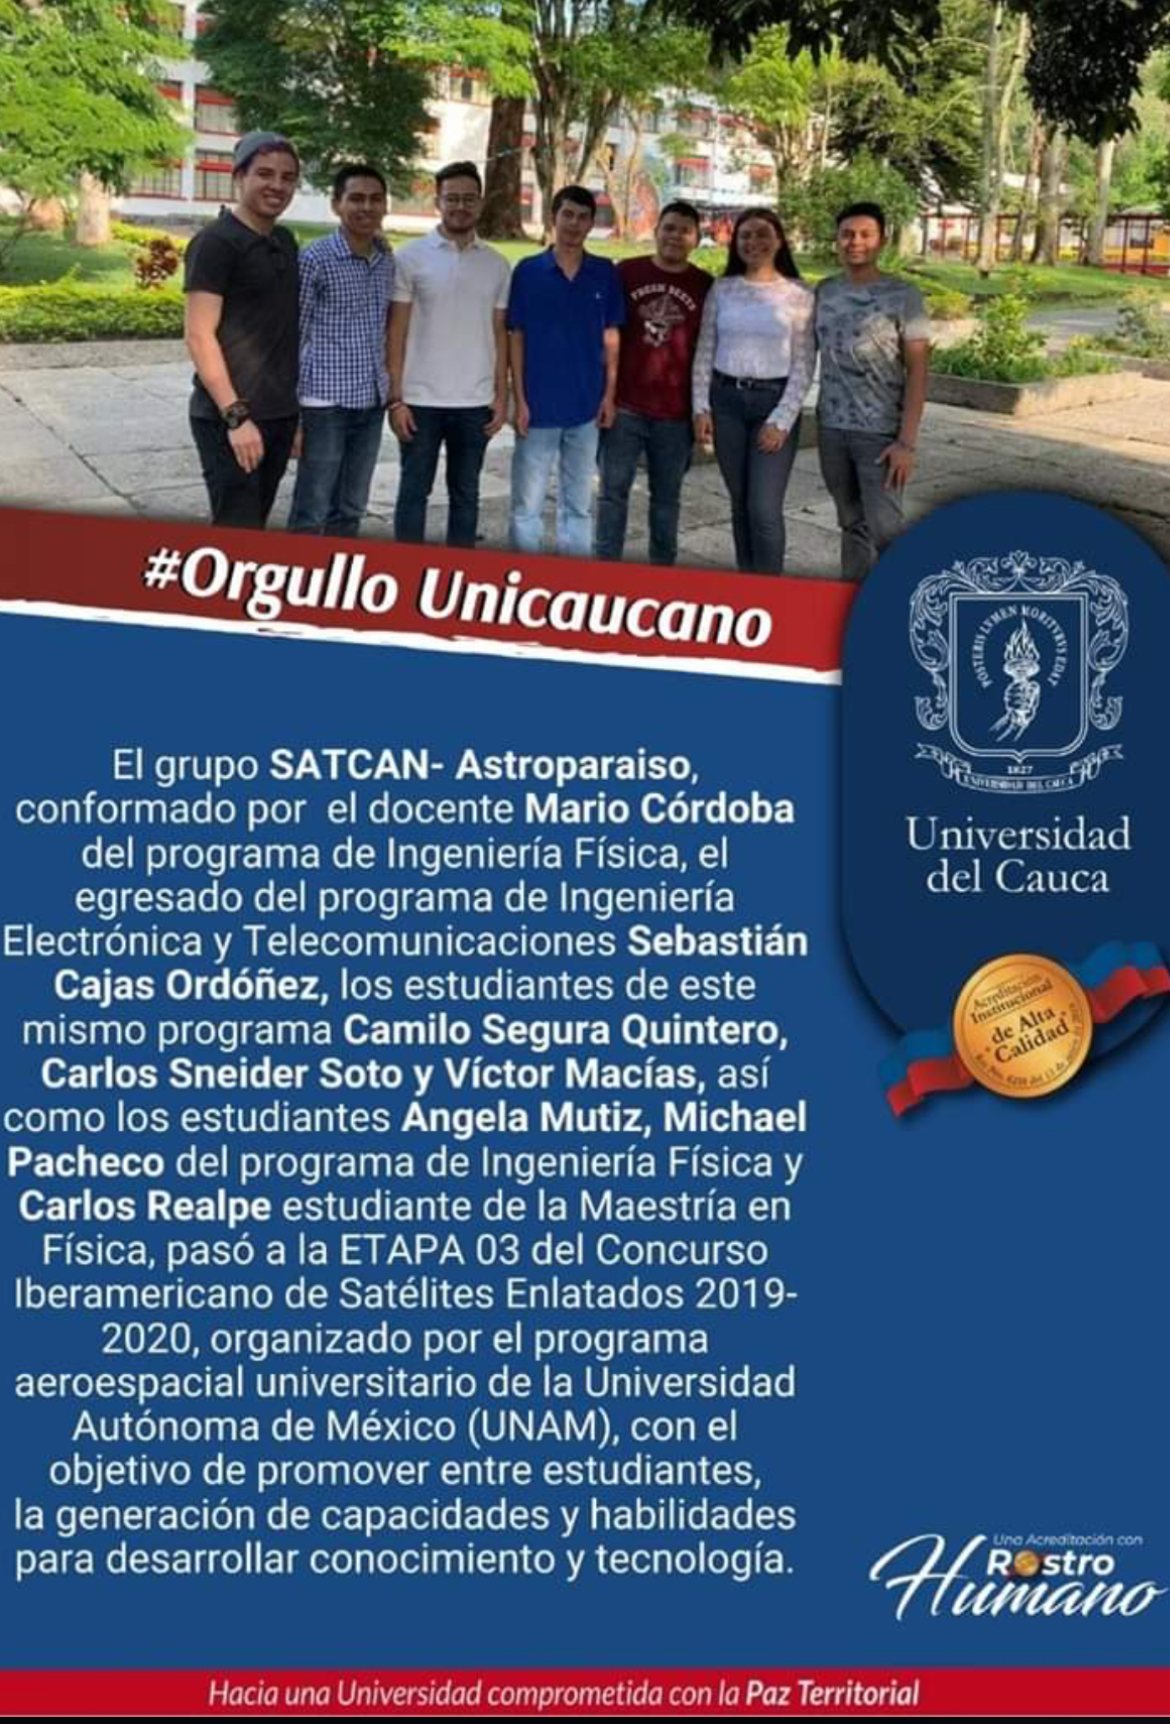 FRESH BEATS
#Orgullo Unicaucano
El grupo SATCAN- Astroparaiso,
conformado por el docente Mario Córdoba
del programa de Ingeniería Física, el
egresado del programa de Ingeniería
Electrónica y Telecomunicaciones Sebastián
Cajas Ordóñez, los estudiantes de este
mismo programa Camilo Segura Quintero,
Carlos Sneider Soto y Víctor Macías, así
como los estudiantes Ángela Mutiz, Michael
Pacheco del programa de Ingeniería Física y
Carlos Realpe estudiante de la Maestría en
Física, pasó a la ETAPA 03 del Concurso
Iberamericano de Satélites Enlatados 2019-
2020, organizado por el programa
aeroespacial universitario de la Universidad
Autónoma de México (UNAM), con el
objetivo de promover entre estudiantes,
la generación de capacidades y habilidades
para desarrollar conocimiento y tecnología.
POSTERIS LVMEN MORITVRVS EDAT
1827
UNIVERSIDAD DEL CAUCA
Universidad
del Cauca
Acreditación
Institucional
de Alta
Calidad
Una Acreditación con
Rostro
Humano
Hacia una Universidad comprometida con la Paz Territorial